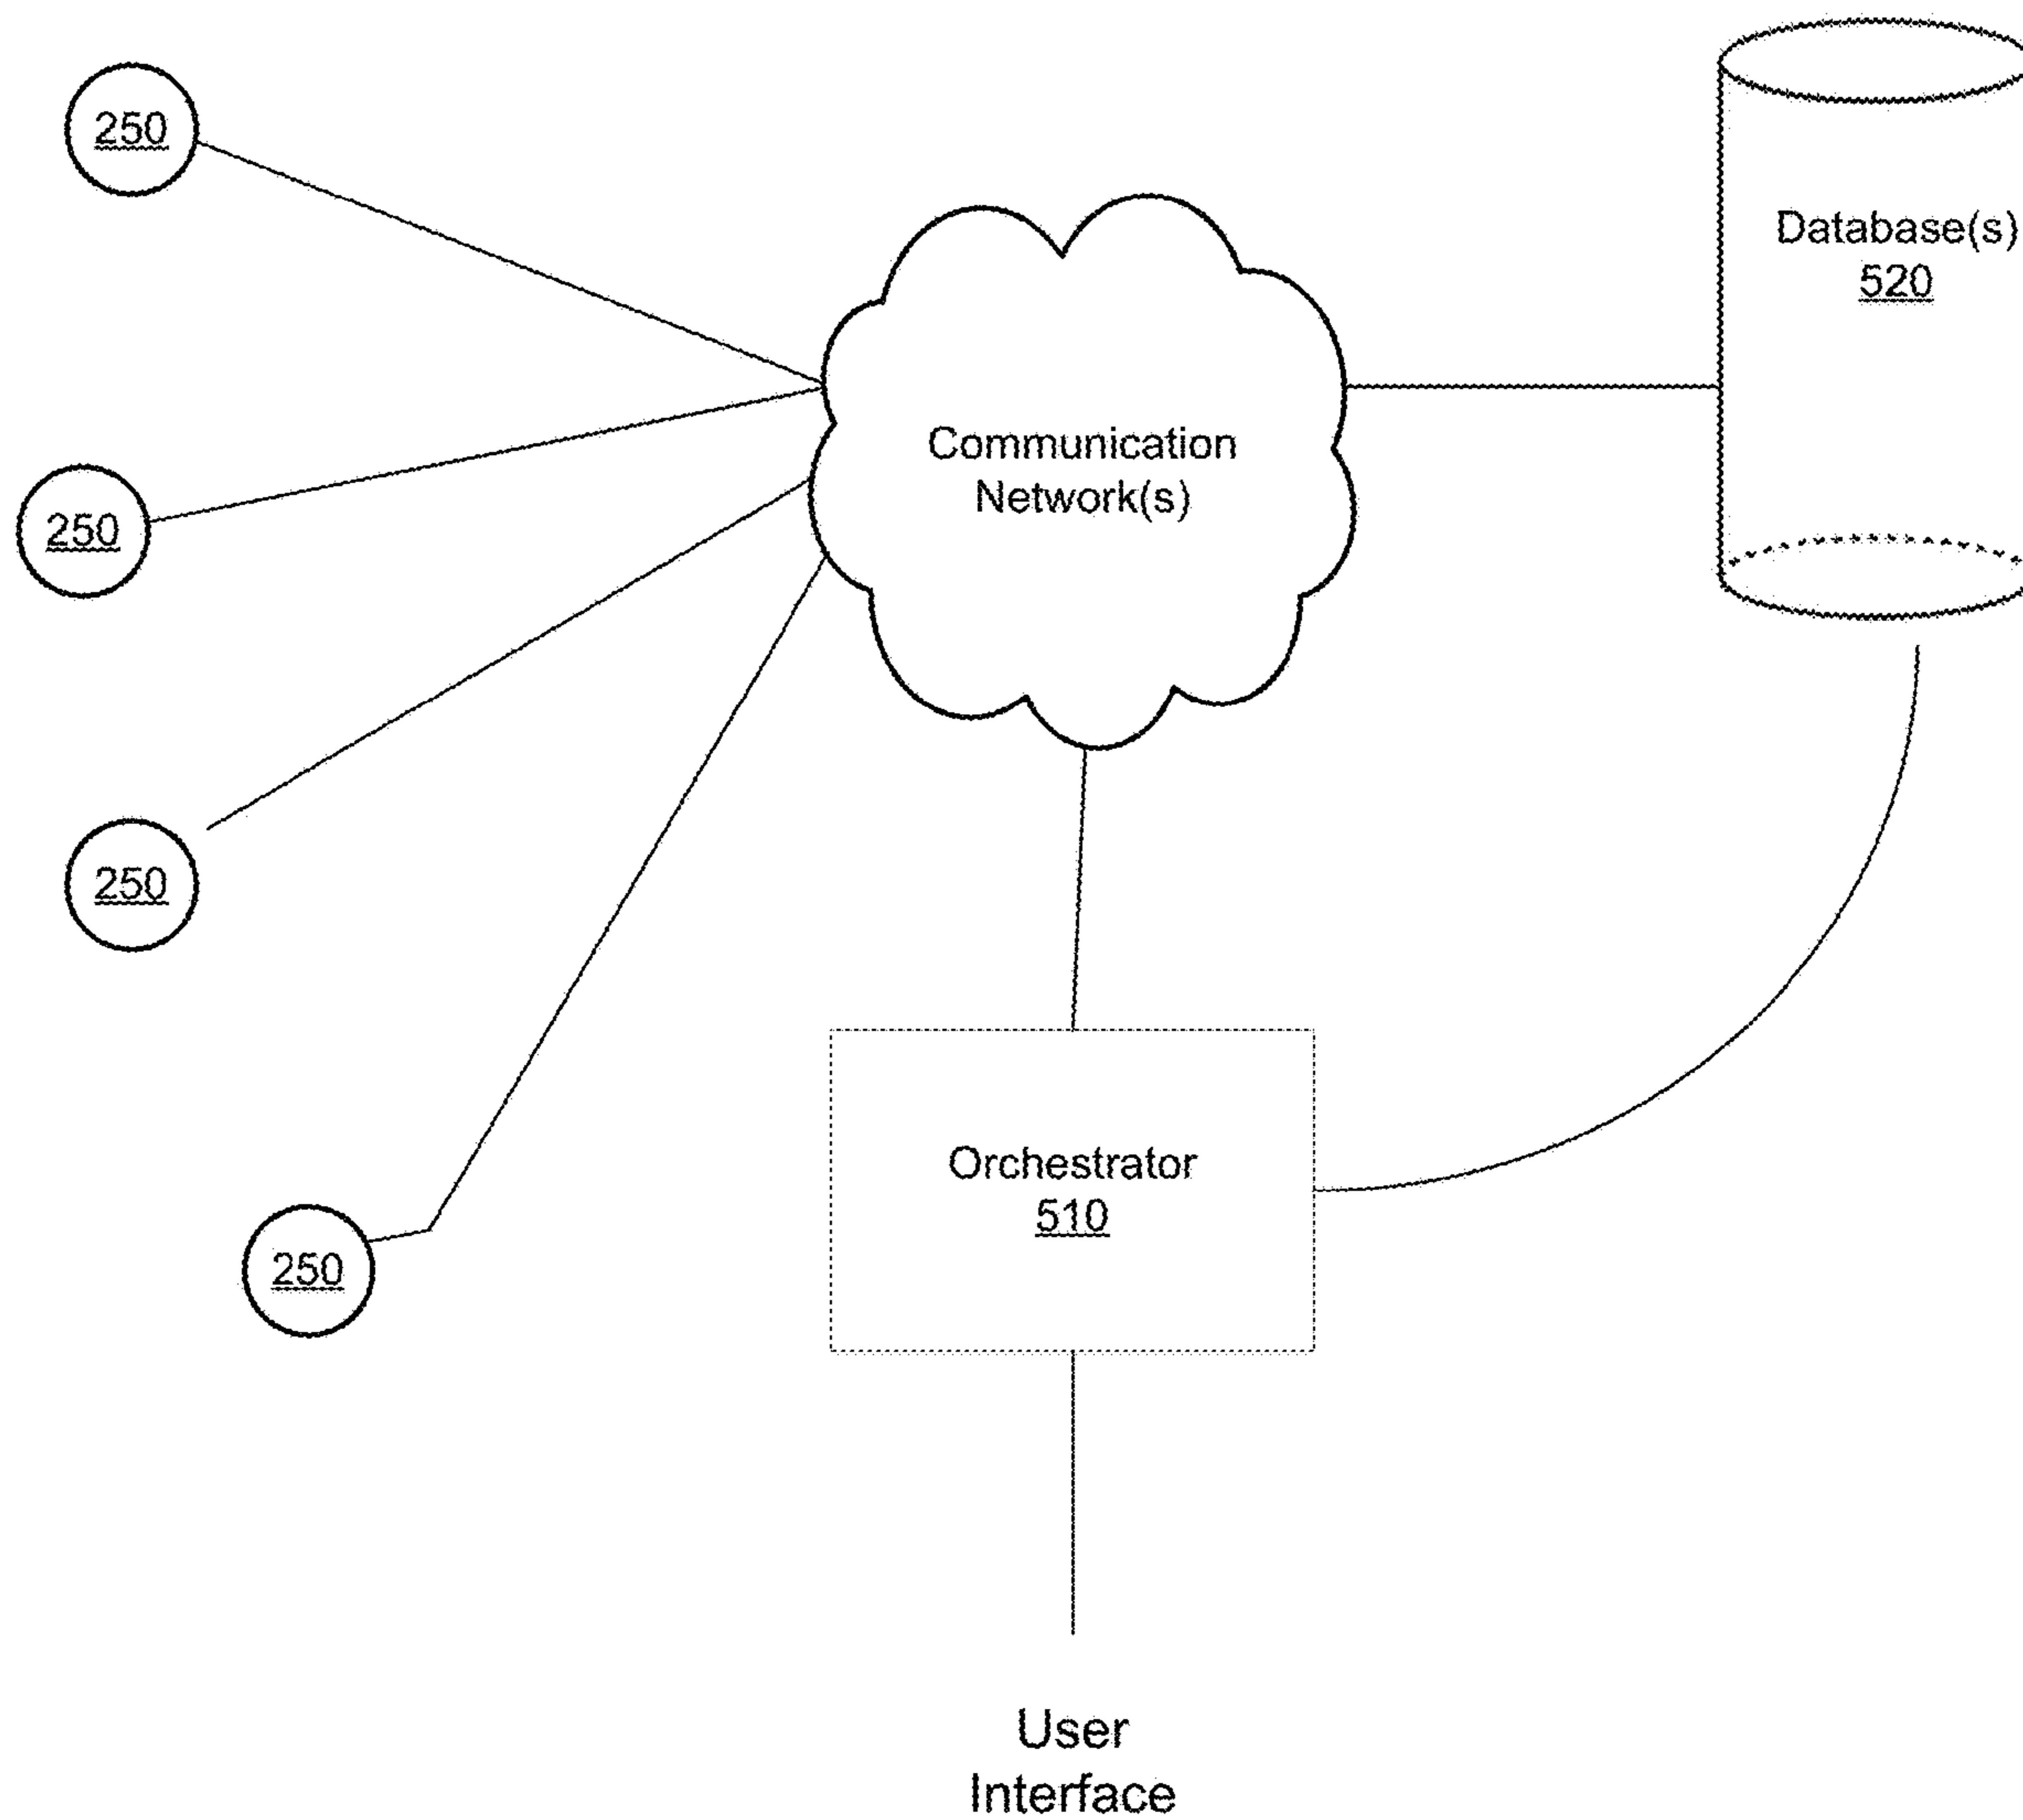 250
Database(s)
520
Communication
Network(s)
250
250
Orchestrator
510
250
User
Interface